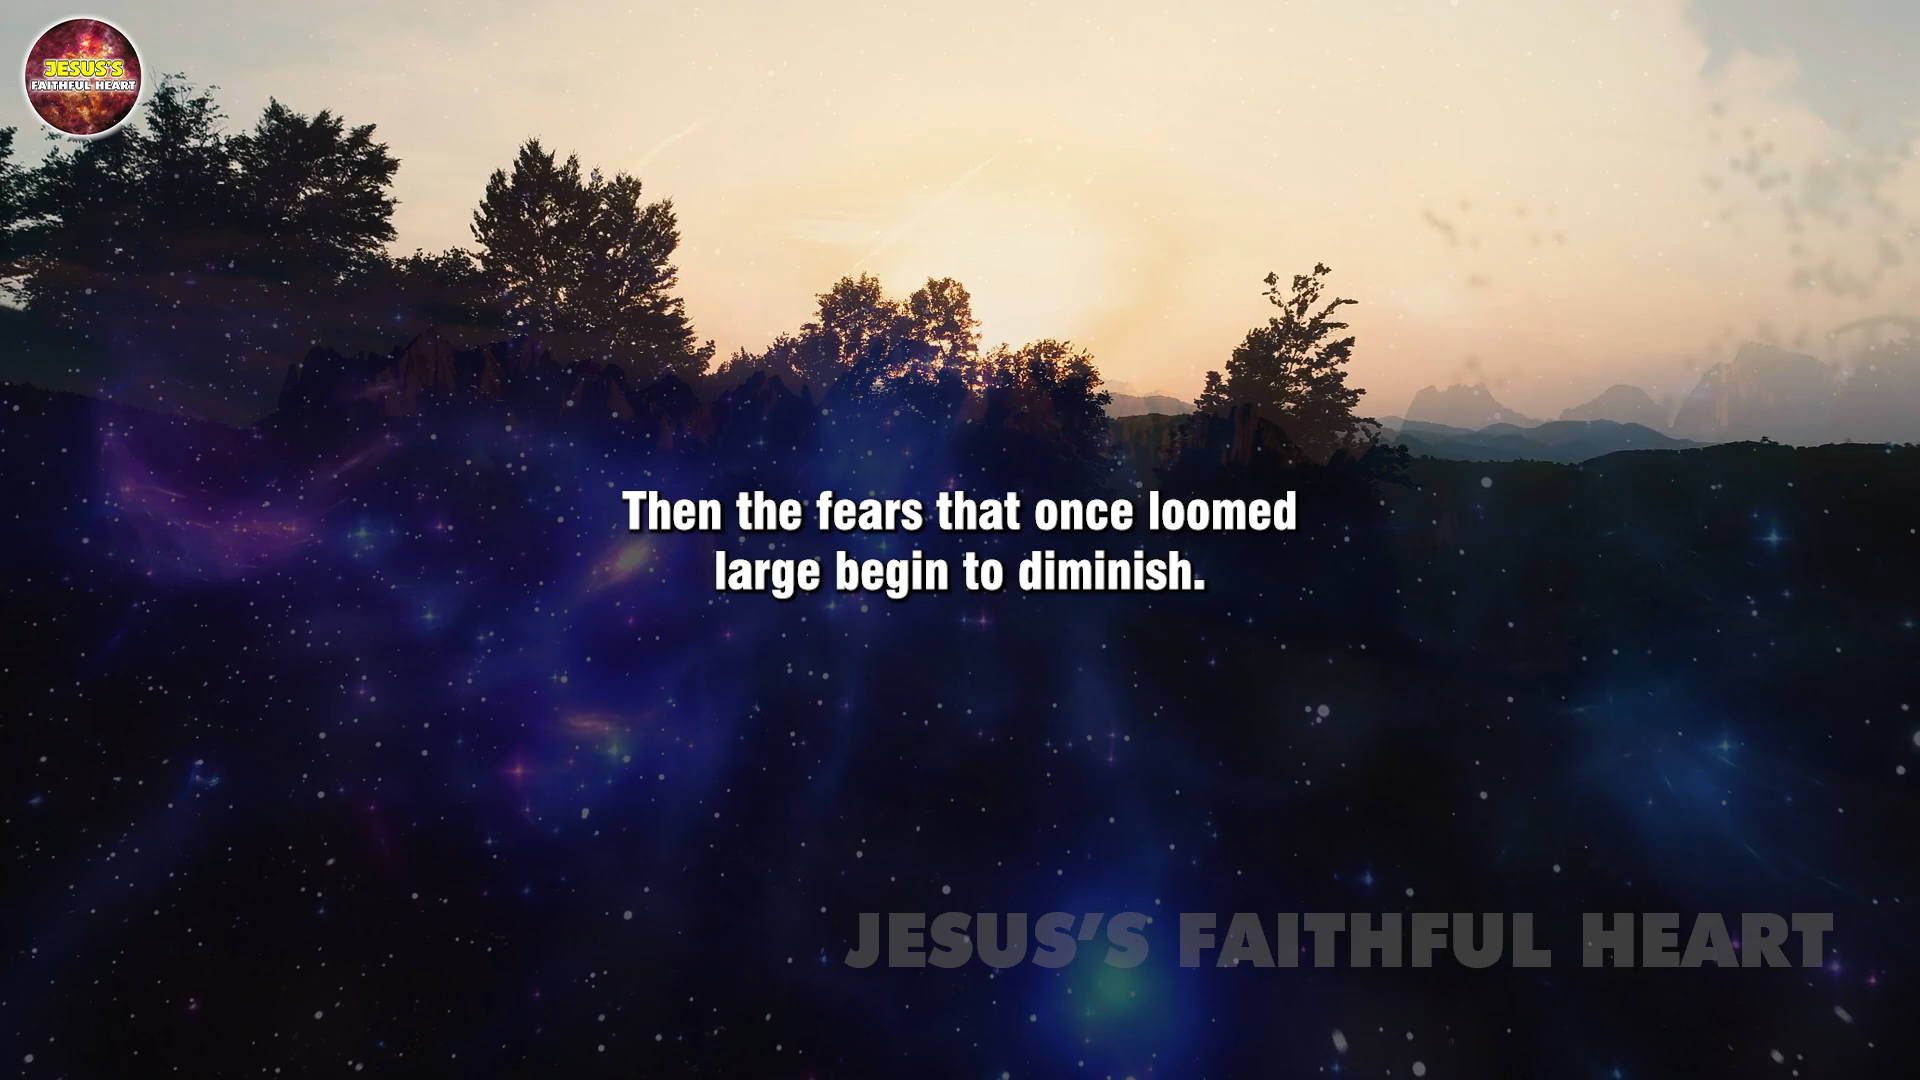 JESUS'S
FAITHFUL HEART
Then the fears that once loomed
large begin to diminish.
JESUS'S FAITHFUL HEART